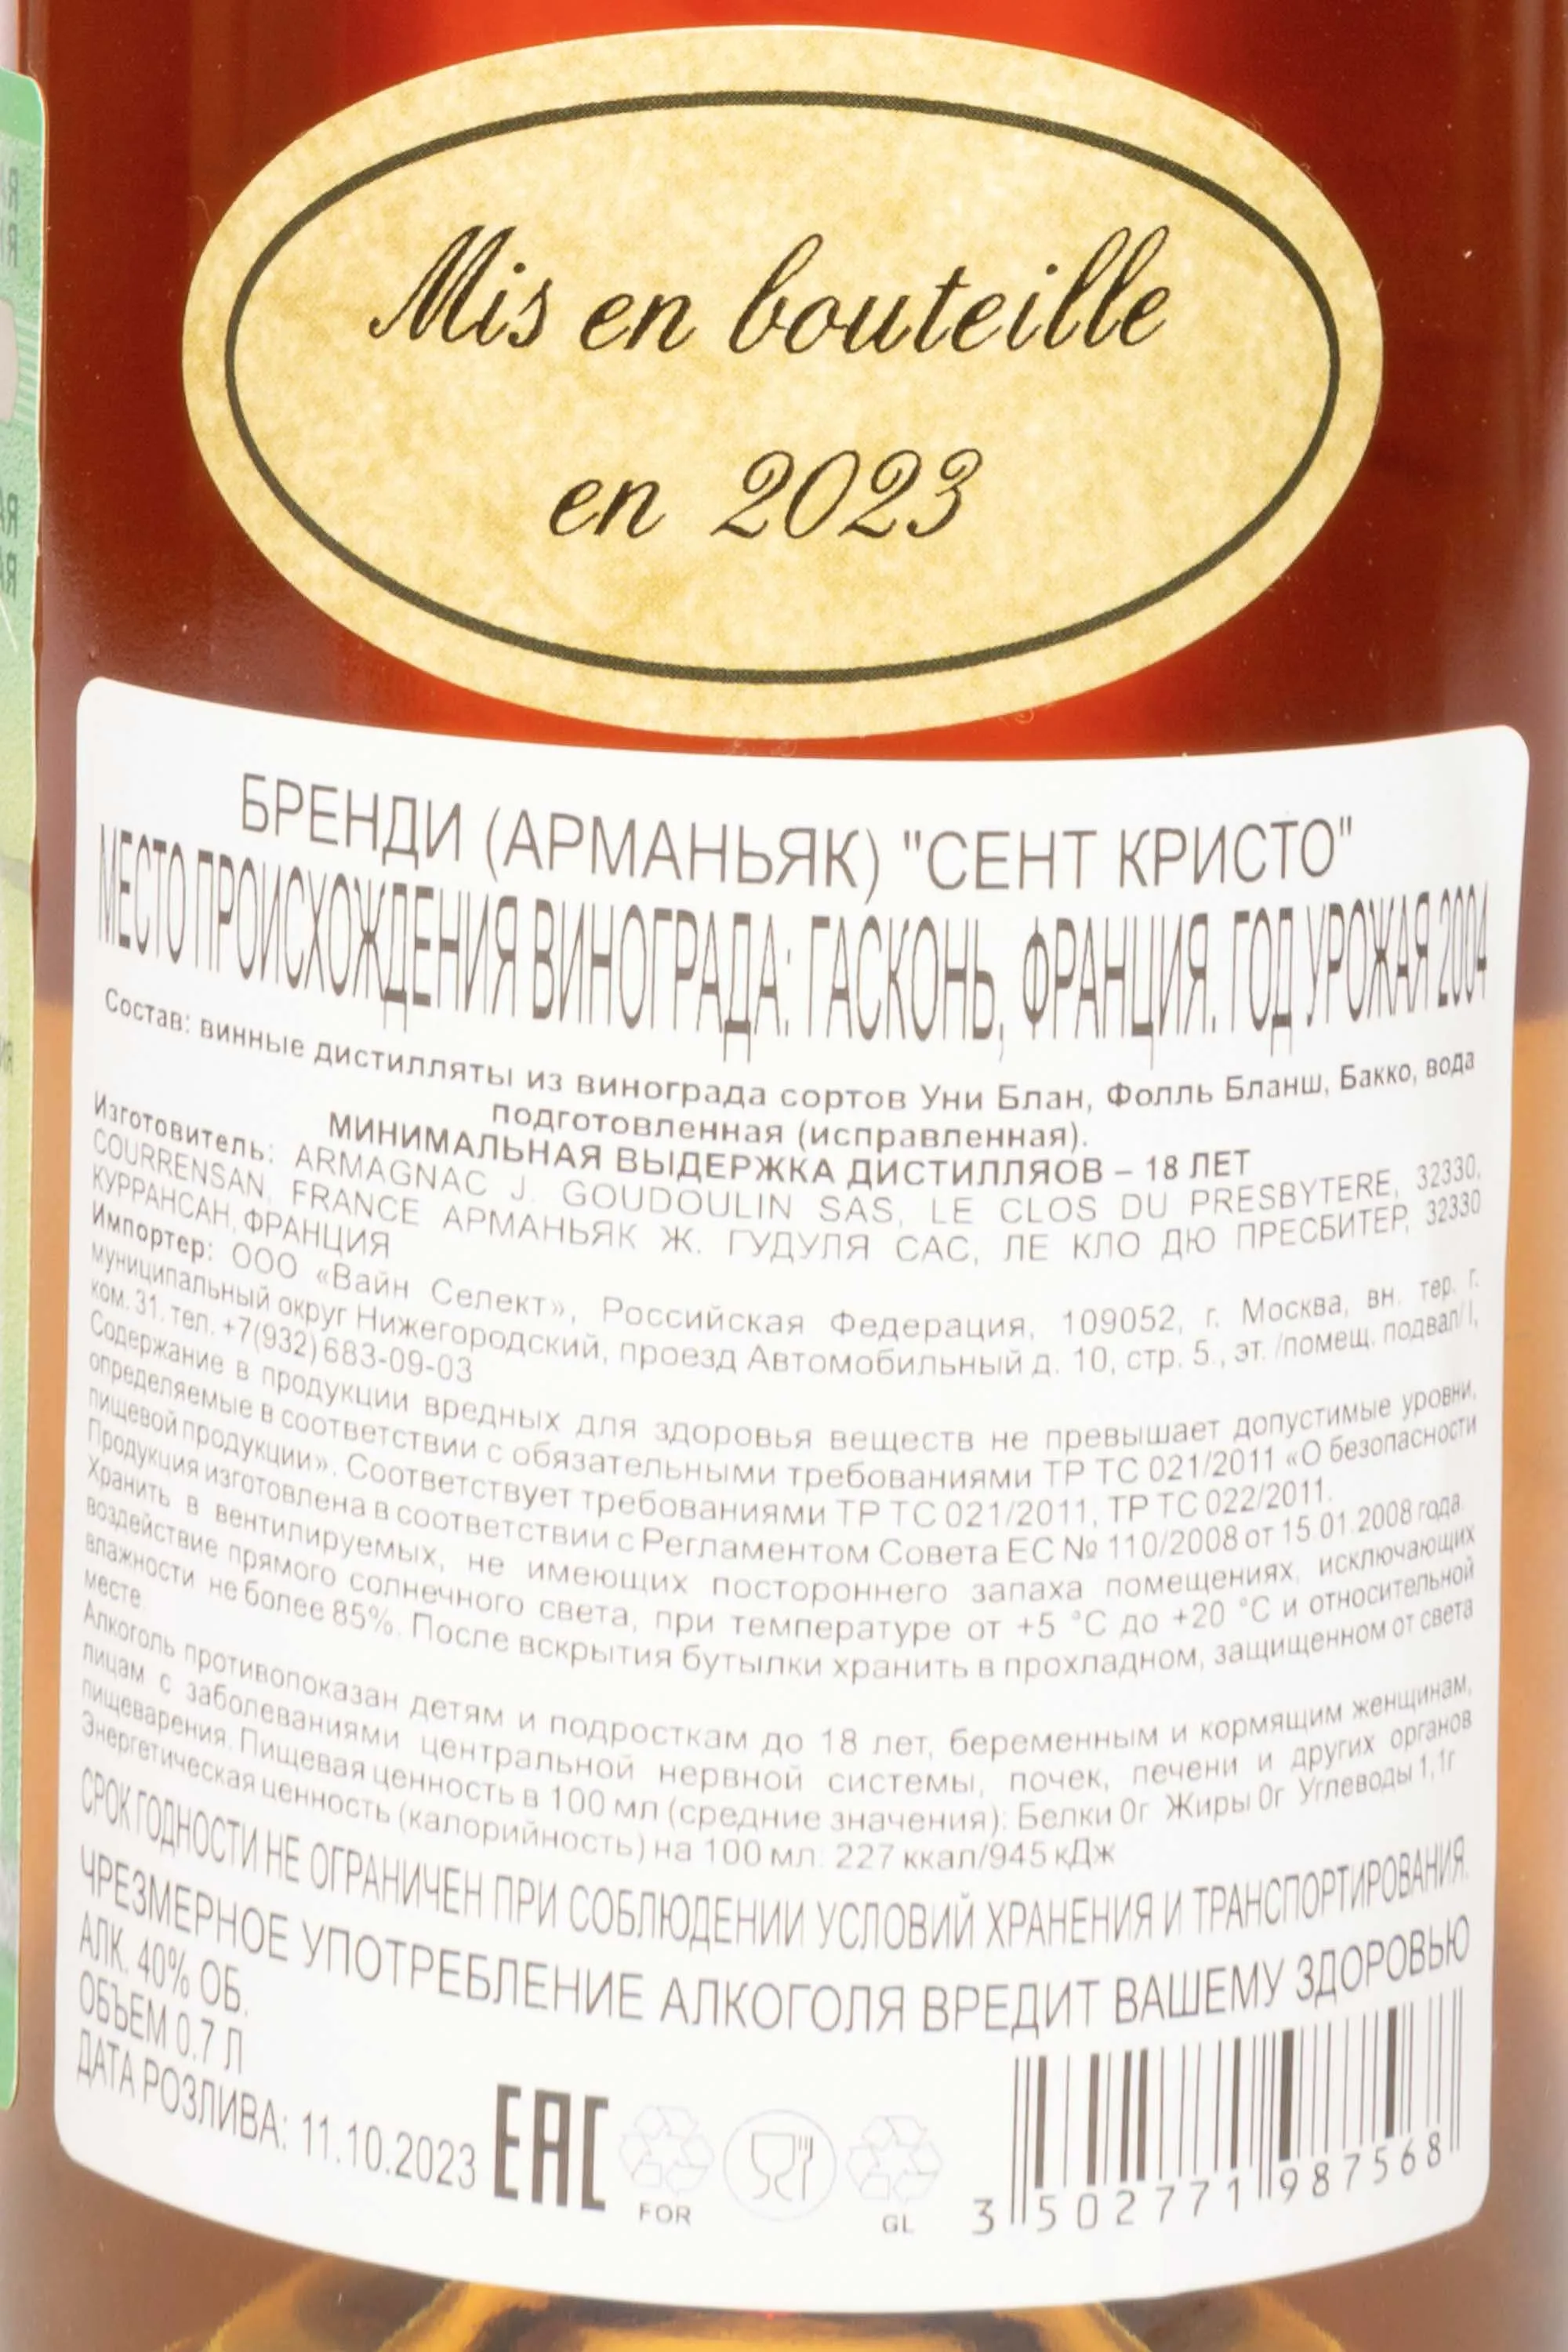 Mis en bouteille
en 2023
БРЕНДИ (АРМАНЬЯК) "СЕНТ КРИСТО"
МЕСТО ПРОИСХОЖДЕНИЯ ВИНОГРАДА: ГАСКОНЬ, ФРАНЦИЯ. ГОД УРОЖАЯ 2004
Состав: винные дистилляты из винограда сортов Уни Блан, Фолль Бланш, Бакко, вода
подготовленная (исправленная).
МИНИМАЛЬНАЯ ВЫДЕРЖКА ДИСТИЛЛЯОВ – 18 ЛЕТ
Изготовитель: ARMAGNAC J. GOUDOULIN SAS, LE CLOS DU PRESBYTERE, 32330,
COURRENSAN, FRANCE АРМАНЬЯК Ж. ГУДУЛЯ САС, ЛЕ КЛО ДЮ ПРЕСБИТЕР, 32330
КУРРАНСАН, ФРАНЦИЯ
Импортер: ООО «Вайн Селект», Российская Федерация, 109052, г. Москва, вн. тер. г.
муниципальный округ Нижегородский, проезд Автомобильный д. 10, стр. 5., эт. /помещ. подвал/ I,
ком. 31. тел. +7(932) 683-09-03
Содержание в продукции вредных для здоровья веществ не превышает допустимые уровни,
определяемые в соответствии с обязательными требованиями ТР ТС 021/2011 «О безопасности
пищевой продукции». Соответствует требованиями ТР ТС 021/2011, ТР ТС 022/2011.
Продукция изготовлена в соответствии с Регламентом Совета ЕС № 110/2008 от 15.01.2008 года.
Хранить в вентилируемых, не имеющих постороннего запаха помещениях, исключающих
воздействие прямого солнечного света, при температуре от +5 °С до +20 °С и относительной
влажности не более 85%. После вскрытия бутылки хранить в прохладном, защищенном от света
месте.
Алкоголь противопоказан детям и подросткам до 18 лет, беременным и кормящим женщинам,
лицам с заболеваниями центральной нервной системы, почек, печени и других органов
пищеварения. Пищевая ценность в 100 мл (средние значения): Белки 0г Жиры 0г Углеводы 1,1г
Энергетическая ценность (калорийность) на 100 мл: 227 ккал/945 кДж
СРОК ГОДНОСТИ НЕ ОГРАНИЧЕН ПРИ СОБЛЮДЕНИИ УСЛОВИЙ ХРАНЕНИЯ И ТРАНСПОРТИРОВАНИЯ.
ЧРЕЗМЕРНОЕ УПОТРЕБЛЕНИЕ АЛКОГОЛЯ ВРЕДИТ ВАШЕМУ ЗДОРОВЬЮ
АЛК. 40% ОБ.
ОБЪЕМ 0.7 Л
ДАТА РОЗЛИВА: 11.10.2023
EAC
FOR
GL
3 502771 987568